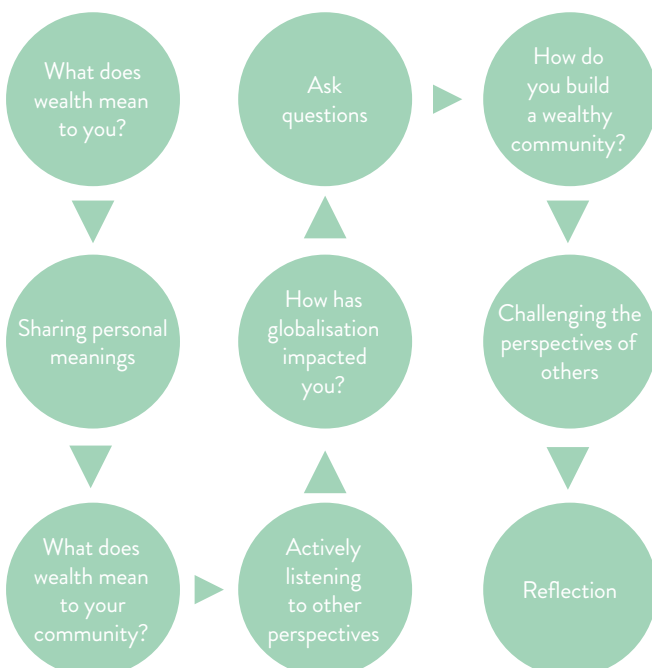 What does
wealth mean
to you?
Sharing personal
meanings
What does
wealth mean
to your
community?
Actively
listening
to other
perspectives
How has
globalisation
impacted
you?
Ask
questions
How do
you build
a wealthy
community?
Challenging the
perspectives of
others
Reflection